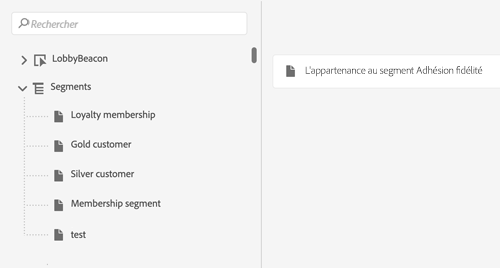 Rechercher
LobbyBeacon
Segments
Loyalty membership
Gold customer
Silver customer
Membership segment
test
L'appartenance au segment Adhésion fidélité